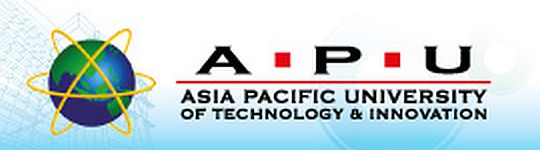 A·P·U
ASIA PACIFIC UNIVERSITY
OF TECHNOLOGY & INNOVATION